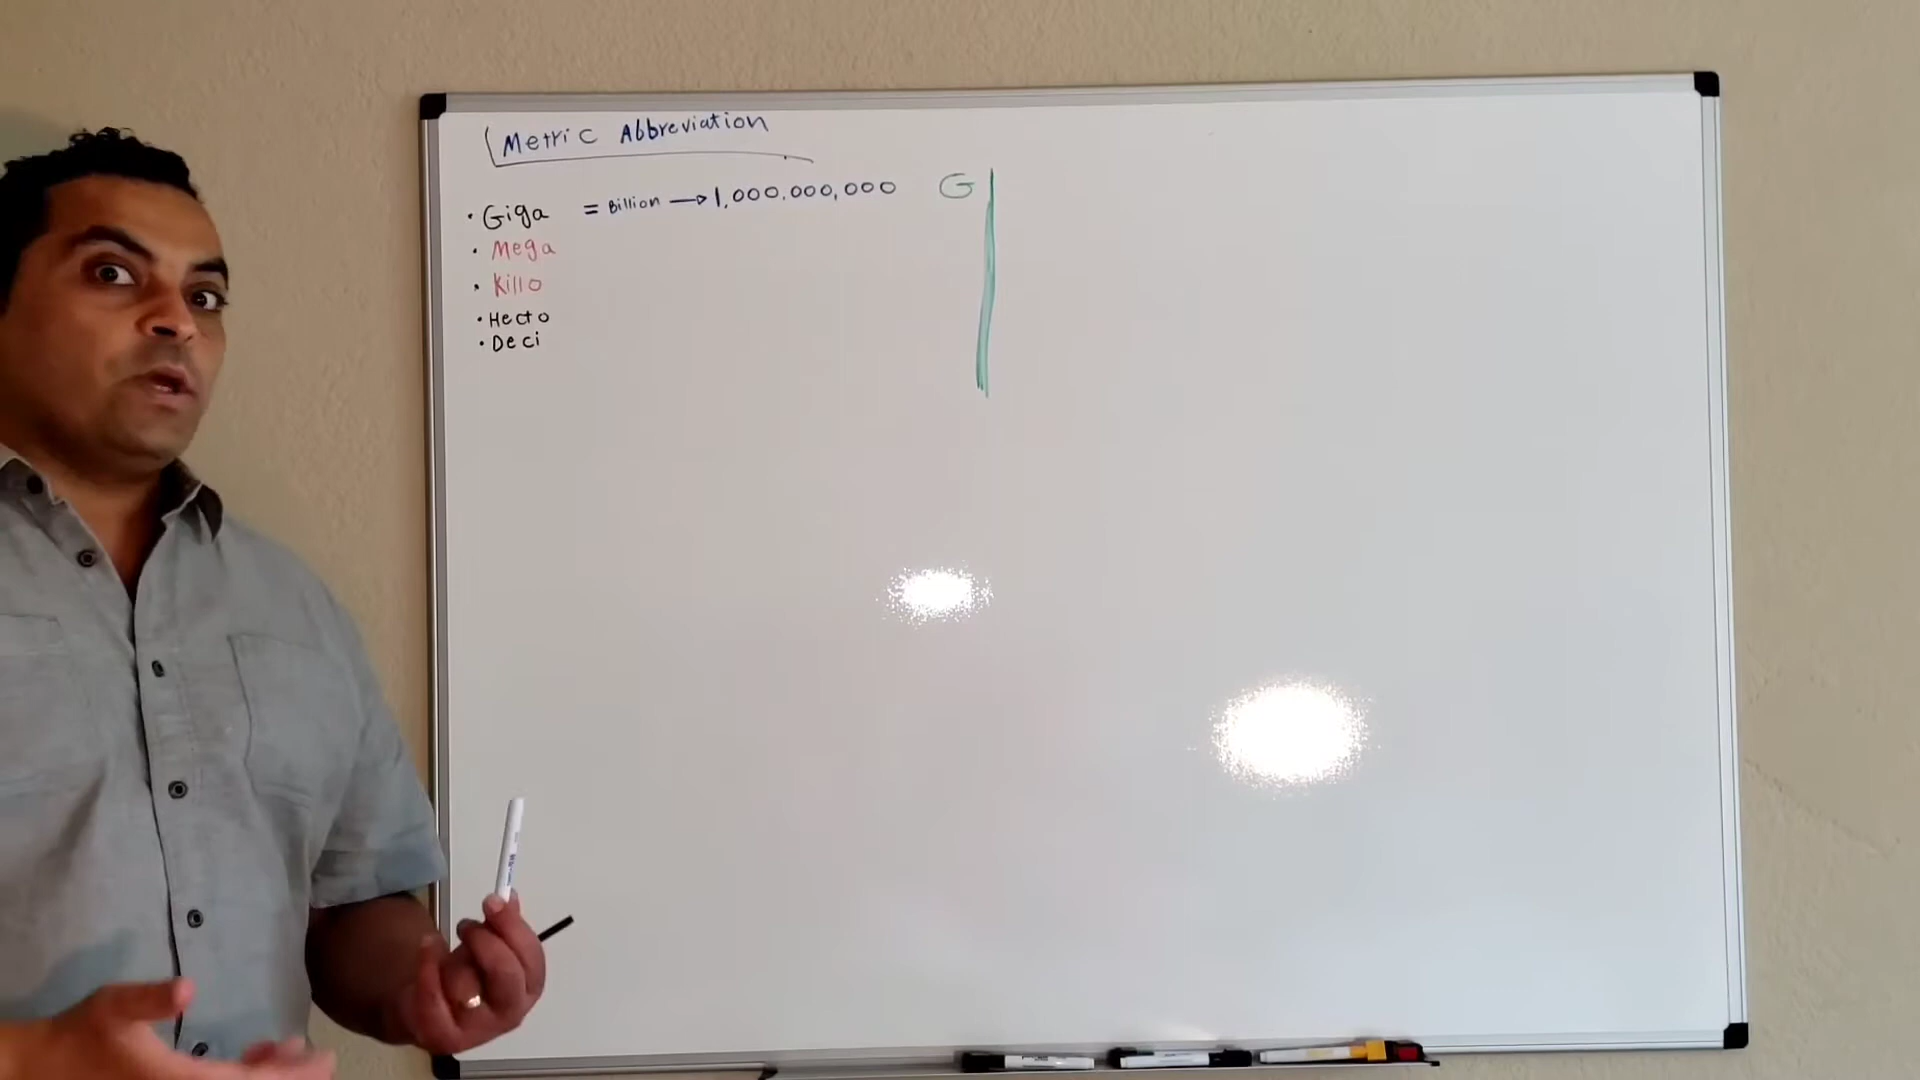 Metric Abbreviation
• Giga = Billion → 1,000,000,000 G
• Mega
• Killo
• Hecto
• Deci